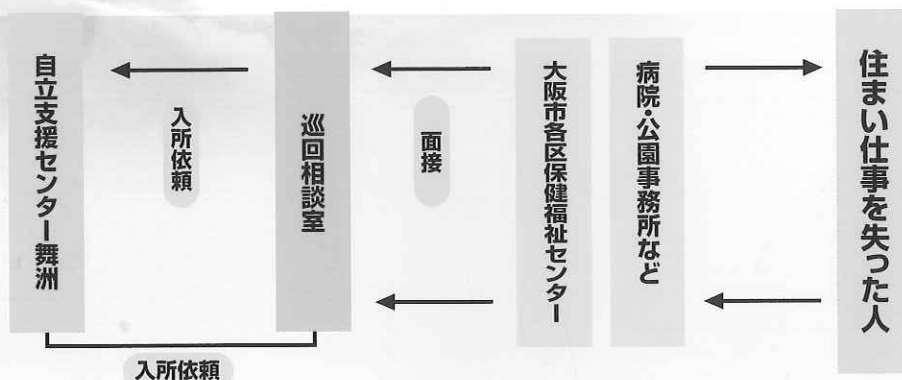 住まい仕事を失った人
病院・公園事務所など
大阪市各区保健福祉センター
面接
巡回相談室
入所依頼
自立支援センター舞洲
入所依頼